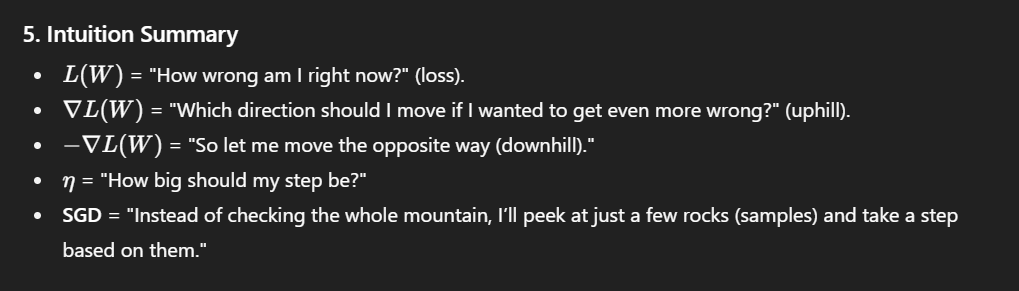 5. Intuition Summary
• L(W) = "How wrong am I right now?" (loss).
• ∇L(W) = "Which direction should I move if I wanted to get even more wrong?" (uphill).
• −∇L(W) = "So let me move the opposite way (downhill)."
• η = "How big should my step be?"
• SGD = "Instead of checking the whole mountain, I'll peek at just a few rocks (samples) and take a step
based on them."